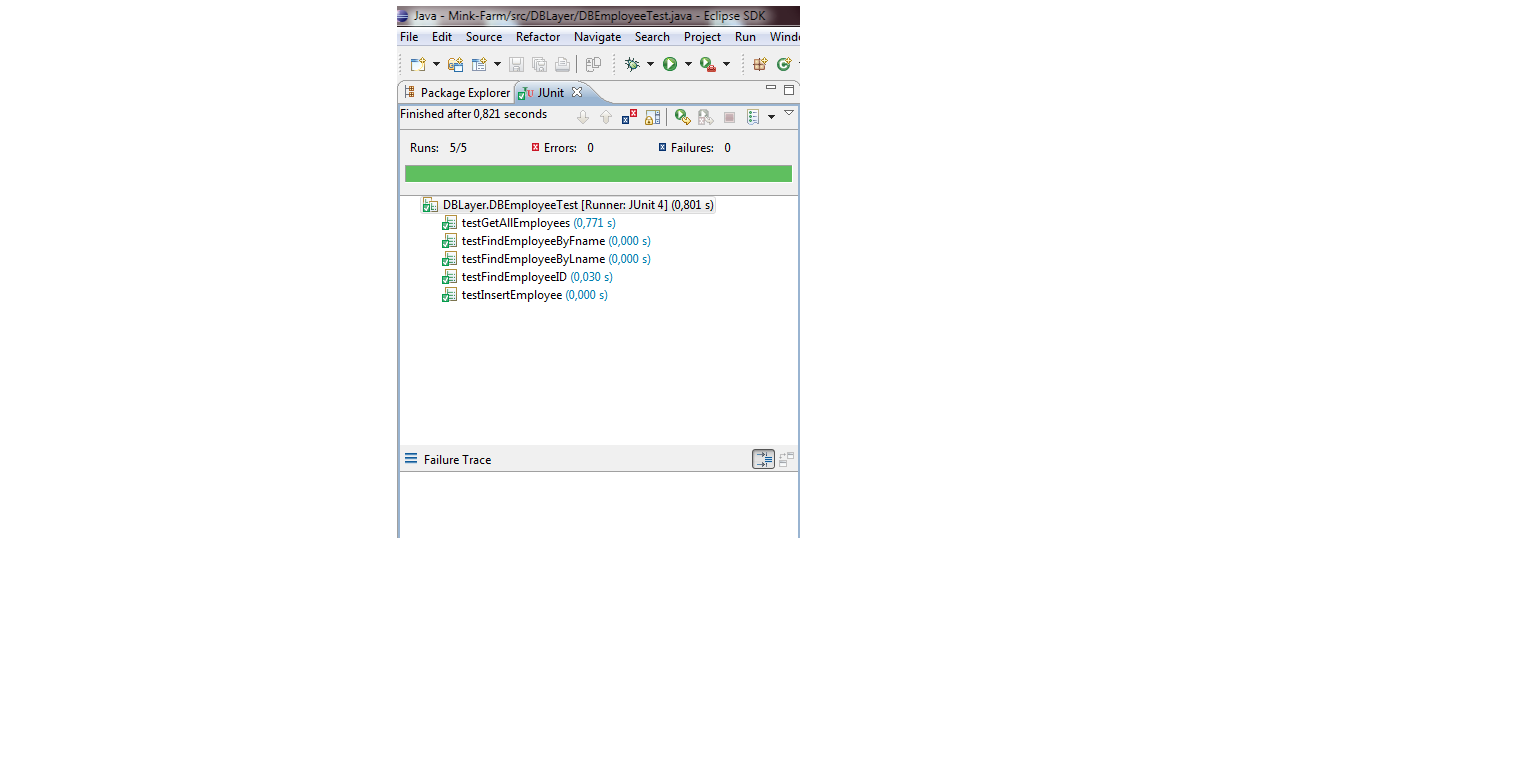 Java - Mink-Farm/src/DBLayer/DBEmployeeTest.java - Eclipse SDK
File Edit Source Refactor Navigate Search Project Run Windo
Package Explorer JUnit
Finished after 0,821 seconds
Runs: 5/5 Errors: 0 Failures: 0
DBLayer.DBEmployeeTest [Runner: JUnit 4] (0,801 s)
testGetAllEmployees (0,771 s)
testFindEmployeeByFname (0,000 s)
testFindEmployeeByLname (0,000 s)
testFindEmployeeID (0,030 s)
testInsertEmployee (0,000 s)
Failure Trace